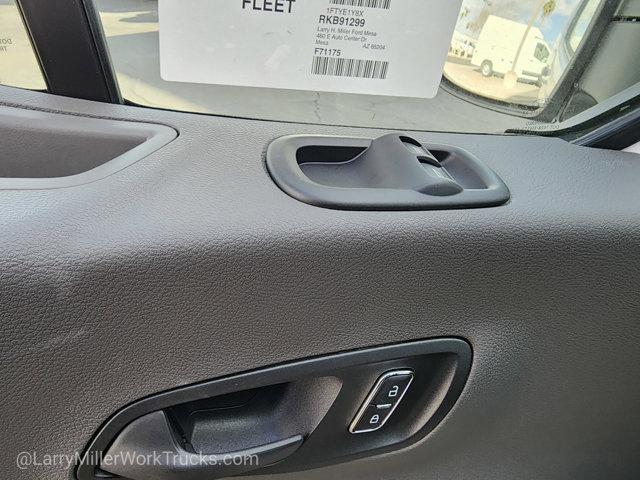 FLEET
1FTYE1Y8X
RKB91299
Larry H. Miller Ford Mesa
460 E Auto Center Dr
Mesa AZ 85204
F71175
@LarryMillerWorkTrucks.com